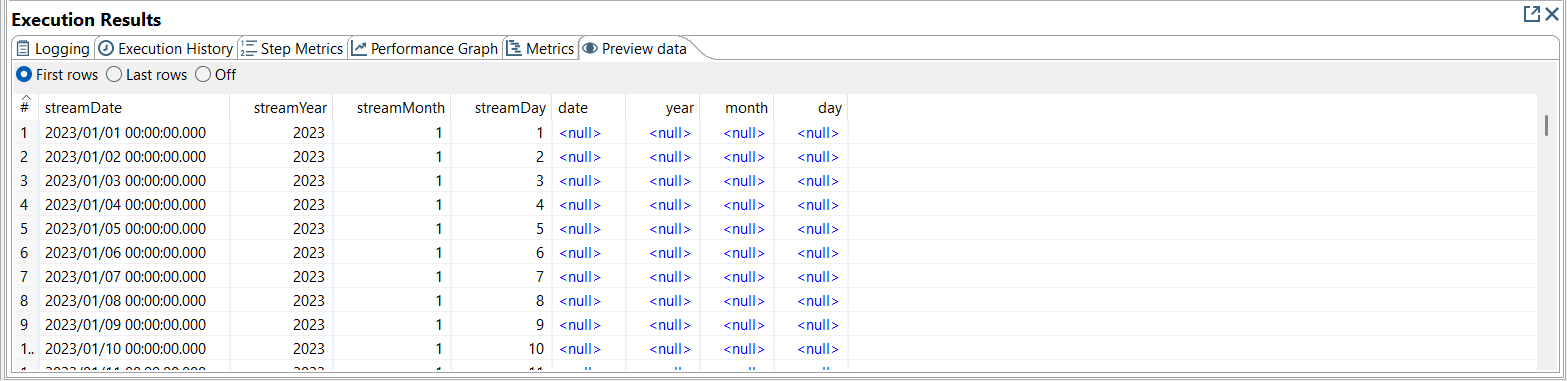 Execution Results
Logging Execution History Step Metrics Performance Graph Metrics Preview data
First rows Last rows Off
# streamDate streamYear streamMonth streamDay date year month day
1 2023/01/01 00:00:00.000 2023 1 1 <null> <null> <null> <null>
2 2023/01/02 00:00:00.000 2023 1 2 <null> <null> <null> <null>
3 2023/01/03 00:00:00.000 2023 1 3 <null> <null> <null> <null>
4 2023/01/04 00:00:00.000 2023 1 4 <null> <null> <null> <null>
5 2023/01/05 00:00:00.000 2023 1 5 <null> <null> <null> <null>
6 2023/01/06 00:00:00.000 2023 1 6 <null> <null> <null> <null>
7 2023/01/07 00:00:00.000 2023 1 7 <null> <null> <null> <null>
8 2023/01/08 00:00:00.000 2023 1 8 <null> <null> <null> <null>
9 2023/01/09 00:00:00.000 2023 1 9 <null> <null> <null> <null>
1.. 2023/01/10 00:00:00.000 2023 1 10 <null> <null> <null> <null>